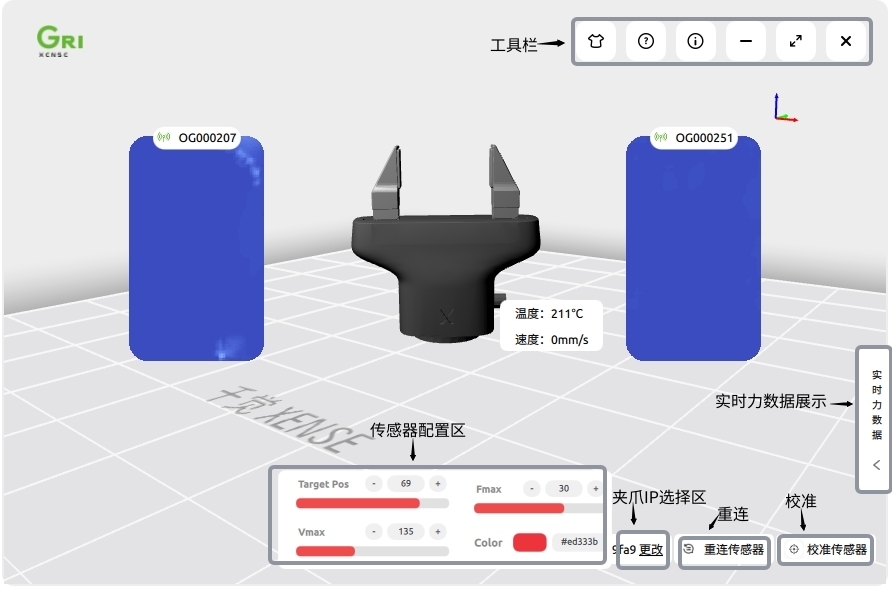 GRI
XENSE
工具栏
OG000207
OG000251
温度：211℃
速度：0mm/s
千觉 XENSE
实时力数据展示
实时力数据
传感器配置区
Target Pos - 69 +
Fmax - 30 +
Vmax - 135 +
Color #ed333b
夹爪IP选择区
9fa9 更改
重连
重连传感器
校准
校准传感器